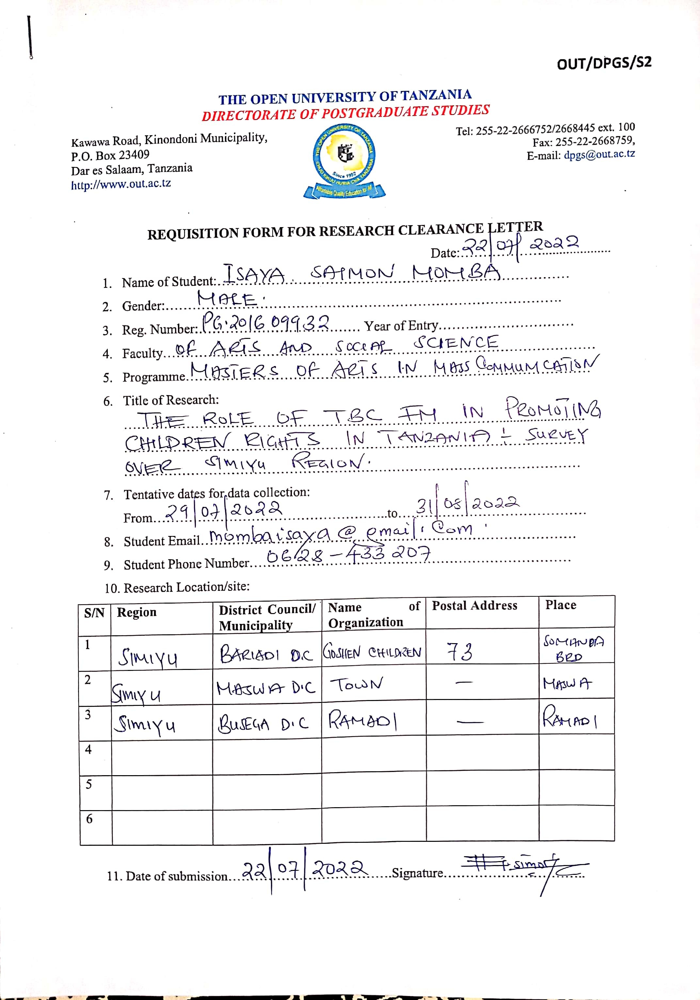 OUT/DPGS/S2
THE OPEN UNIVERSITY OF TANZANIA
DIRECTORATE OF POSTGRADUATE STUDIES
Kawawa Road, Kinondoni Municipality,
P.O. Box 23409
Dar es Salaam, Tanzania
http://www.out.ac.tz
THE OPEN UNIVERSITY OF TANZANIA
CHUO KIKUU HURIA CHA TANZANIA
Since 1992
Affordable Quality Education for All
Tel: 255-22-2666752/2668445 ext. 100
Fax: 255-22-2668759,
E-mail: dpgs@out.ac.tz
REQUISITION FORM FOR RESEARCH CLEARANCE LETTER
Date: 22/07/2022
1. Name of Student: ISAYA SAIMON MOMBA
2. Gender: MALE.
3. Reg. Number: PG.201609932 Year of Entry
4. Faculty OF ARTS AND SOCIAL SCIENCE
5. Programme MASTERS OF ARTS IN MASS COMMUMCATION
6. Title of Research:
THE ROLE OF TBC FM IN PROMOTING
CHILDREN RIGHTS IN TANZANIA :- SURVEY
OVER SIMIYU REGION.
7. Tentative dates for data collection:
From 29/07/2022 to 31/08/2022
8. Student Email mombaisaya@email.com
9. Student Phone Number 0628-433 207
10. Research Location/site:
S/N Region District Council/ Municipality Name of Organization Postal Address Place
1 SIMIYU BARIADI D.C GOSHEN CHILDREN 73 SOMANDA BRD
2 SIMIYU MASWA D.C TOWN — MASWA
3 SIMIYU BUSEGA D.C RAMADI — RAMADI
4
5
6
11. Date of submission 22/07/2022 Signature